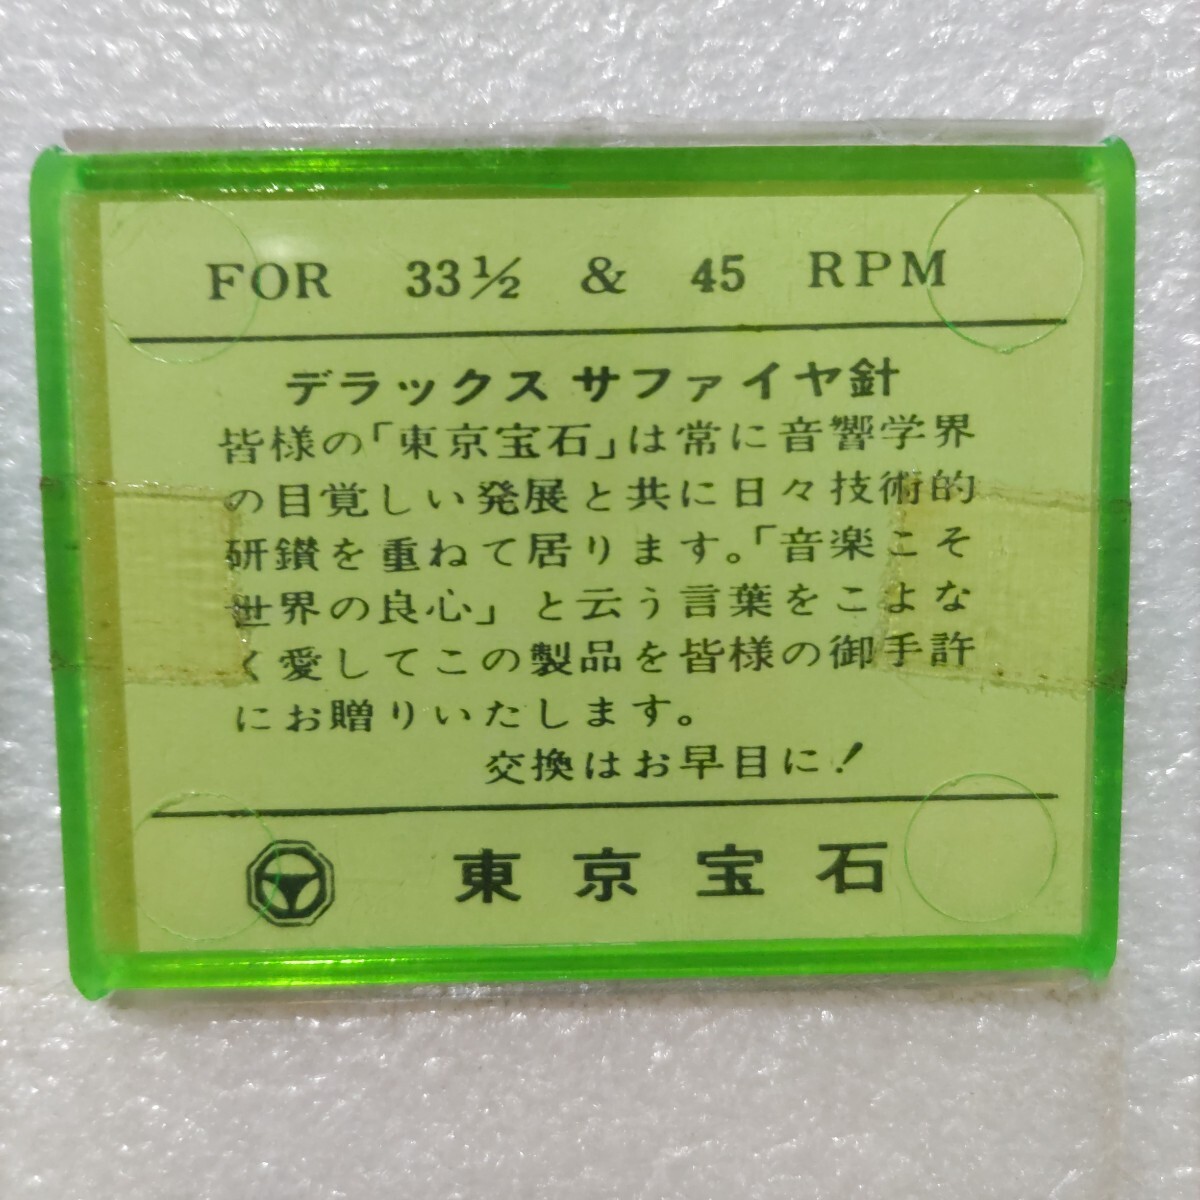 FOR 33½ & 45 RPM
デラックス サファイヤ針
皆様の「東京宝石」は常に音響学界
の目覚しい発展と共に日々技術的
研鑽を重ねて居ります。「音楽こそ
世界の良心」と云う言葉をこよな
く愛してこの製品を皆様の御手許
にお贈りいたします。
交換はお早目に!
東京宝石